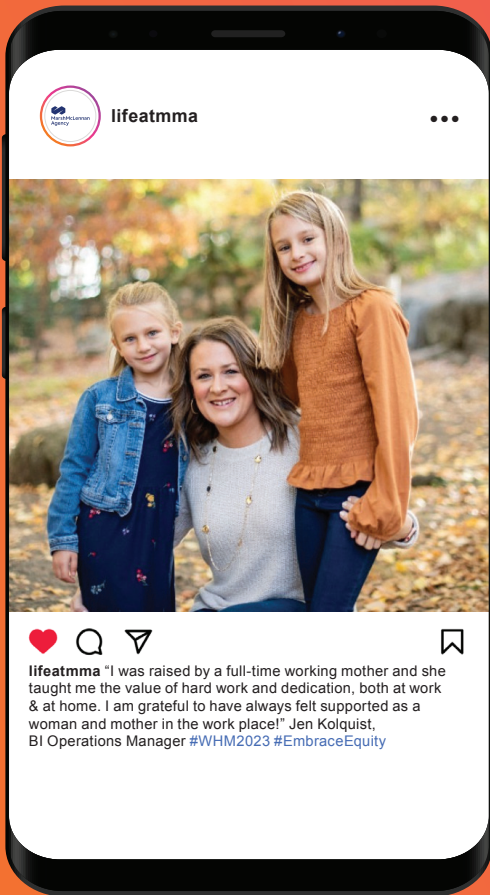 MarshMcLennan
Agency
lifeatmma
lifeatmma “I was raised by a full-time working mother and she
taught me the value of hard work and dedication, both at work
& at home. I am grateful to have always felt supported as a
woman and mother in the work place!” Jen Kolquist,
BI Operations Manager #WHM2023 #EmbraceEquity